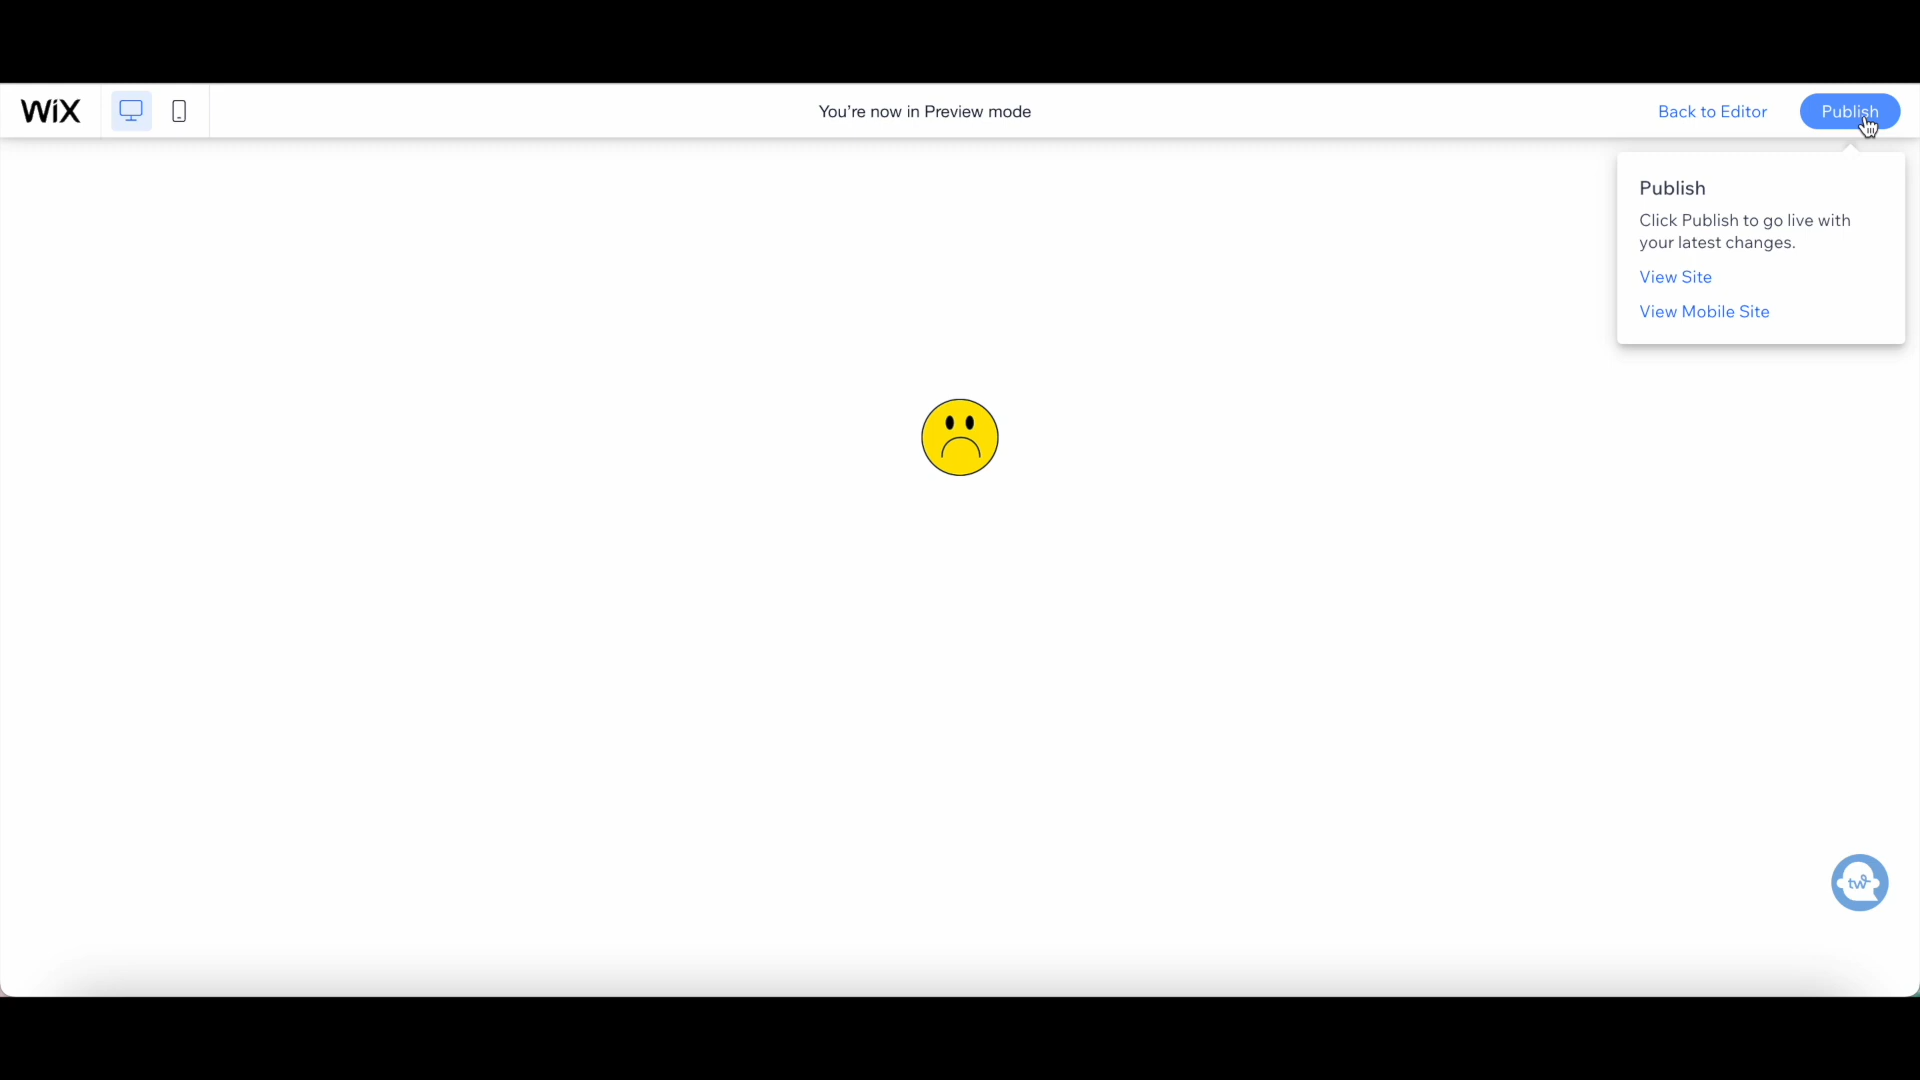 WiX
You're now in Preview mode
Back to Editor
Publish
Publish
Click Publish to go live with
your latest changes.
View Site
View Mobile Site
tw